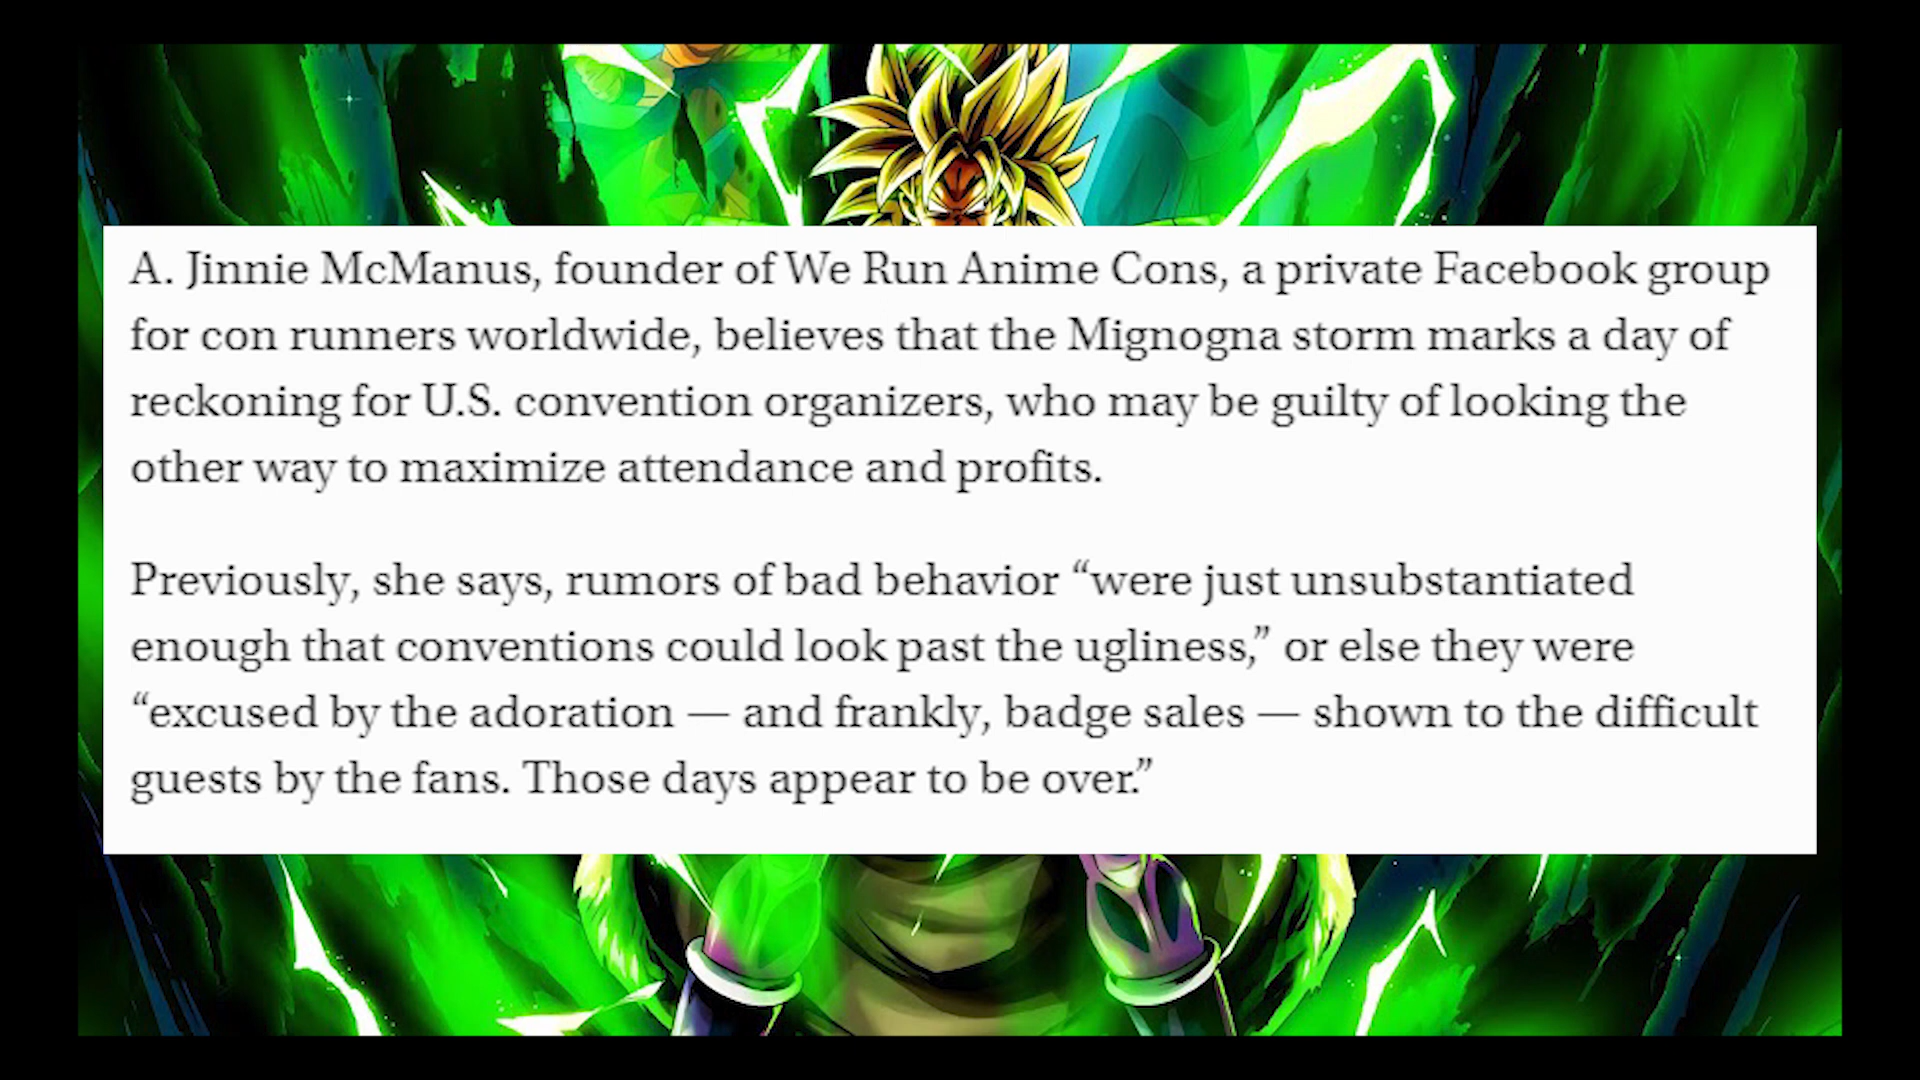 A. Jinnie McManus, founder of We Run Anime Cons, a private Facebook group
for con runners worldwide, believes that the Mignogna storm marks a day of
reckoning for U.S. convention organizers, who may be guilty of looking the
other way to maximize attendance and profits.
Previously, she says, rumors of bad behavior “were just unsubstantiated
enough that conventions could look past the ugliness,” or else they were
“excused by the adoration — and frankly, badge sales — shown to the difficult
guests by the fans. Those days appear to be over.”